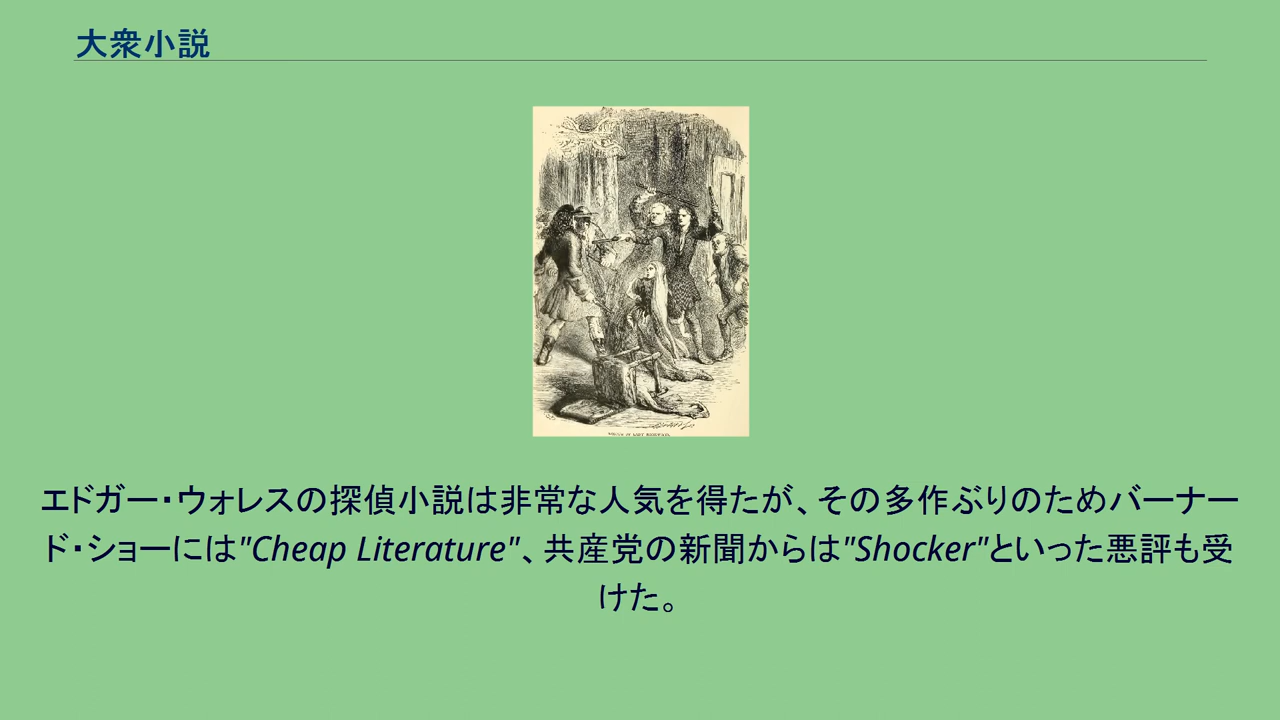 大衆小説
エドガー・ウォレスの探偵小説は非常な人気を得たが、その多作ぶりのためバーナー
ド・ショーには"Cheap Literature"、共産党の新聞からは"Shocker"といった悪評も受
けた。